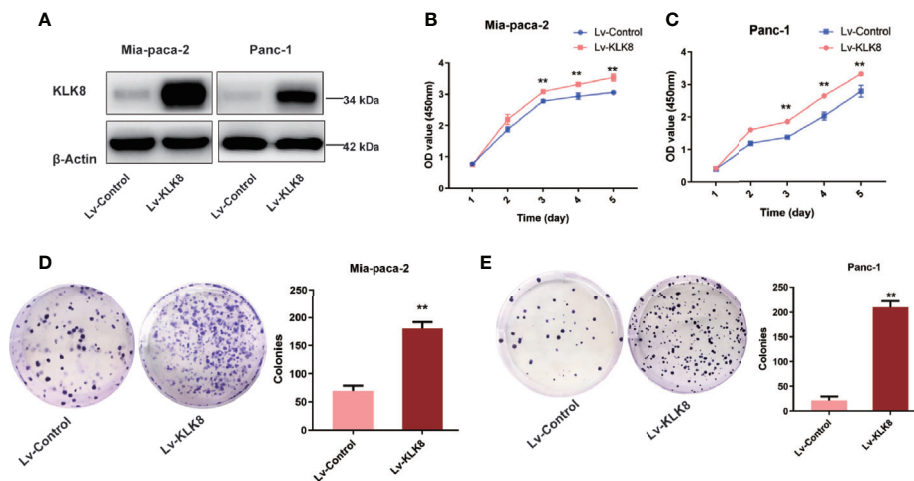 A
Mia-paca-2
Panc-1
KLK8
34 kDa
β-Actin
42 kDa
Lv-Control
Lv-KLK8
Lv-Control
Lv-KLK8
B
Mia-paca-2
Lv-Control
Lv-KLK8
OD value (450nm)
4
3
2
1
0
**
**
**
1
2
3
4
5
Time (day)
C
Panc-1
Lv-Control
Lv-KLK8
OD value (450nm)
4
3
2
1
0
**
**
**
1
2
3
4
5
Time (day)
D
Lv-Control
Lv-KLK8
Mia-paca-2
Colonies
250
200
150
100
50
0
**
Lv-Control
Lv-KLK8
E
Lv-Control
Lv-KLK8
Panc-1
Colonies
250
200
150
100
50
0
**
Lv-Control
Lv-KLK8